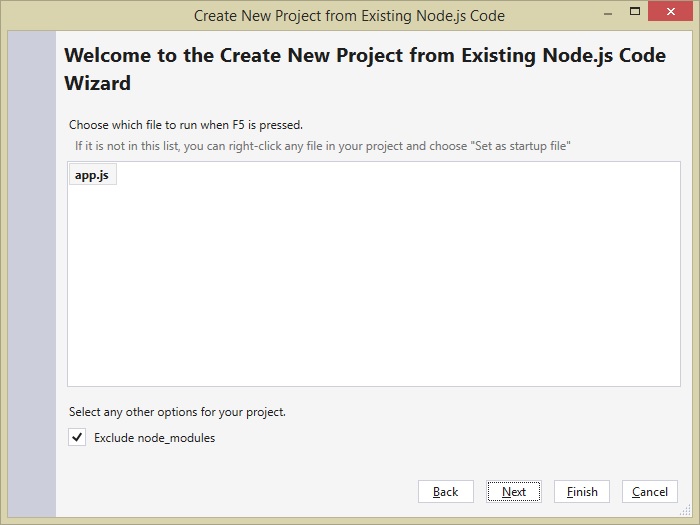 Create New Project from Existing Node.js Code
Welcome to the Create New Project from Existing Node.js Code
Wizard
Choose which file to run when F5 is pressed.
If it is not in this list, you can right-click any file in your project and choose "Set as startup file"
app.js
Select any other options for your project.
Exclude node_modules
Back Next Finish Cancel